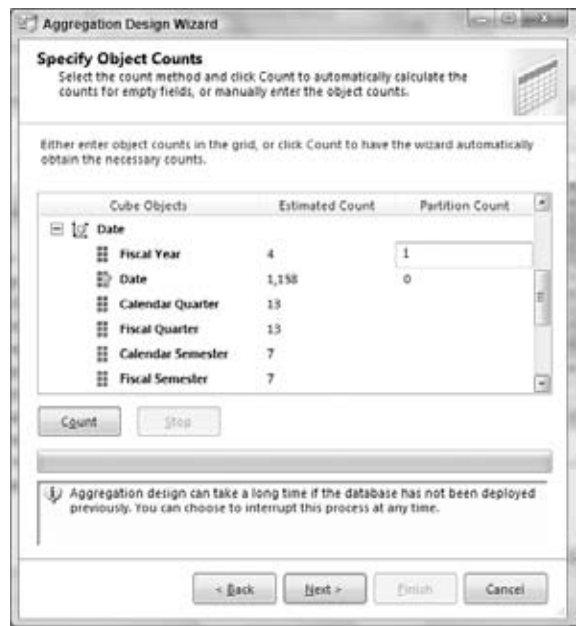 Aggregation Design Wizard
Specify Object Counts
Select the count method and click Count to automatically calculate the
counts for empty fields, or manually enter the object counts.
Either enter object counts in the grid, or click Count to have the wizard automatically
obtain the necessary counts.
Cube Objects Estimated Count Partition Count
Date
Fiscal Year 4 1
Date 1,158 0
Calendar Quarter 13
Fiscal Quarter 13
Calendar Semester 7
Fiscal Semester 7
Count Stop
Aggregation design can take a long time if the database has not been deployed
previously. You can choose to interrupt this process at any time.
< Back Next > Finish Cancel